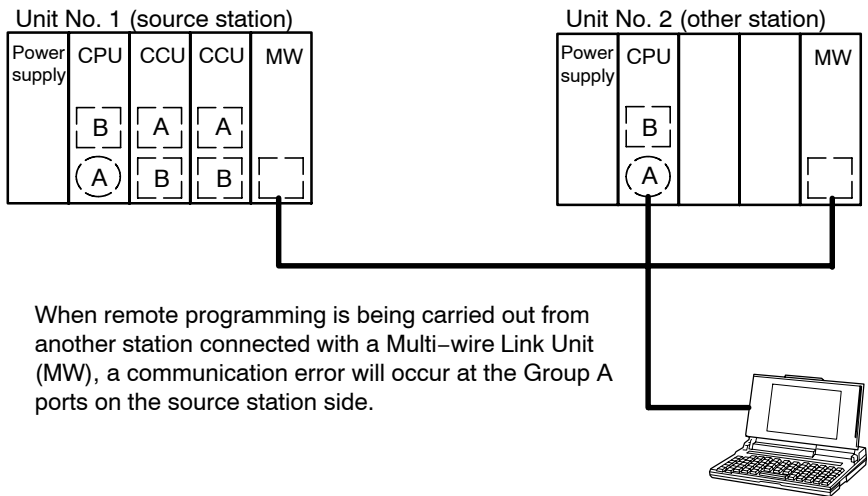 Unit No. 1 (source station)
Power supply
CPU
CCU
CCU
MW
B
A
A
A
B
B
Unit No. 2 (other station)
Power supply
CPU
MW
B
A
When remote programming is being carried out from
another station connected with a Multi−wire Link Unit
(MW), a communication error will occur at the Group A
ports on the source station side.